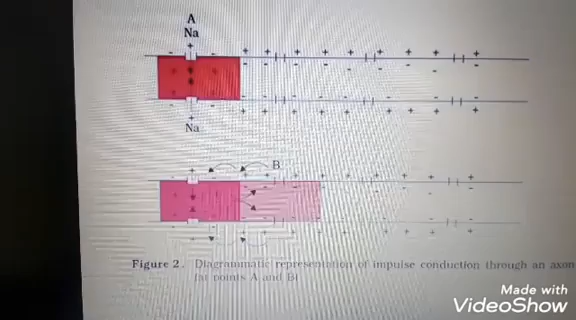 A
Na
Na
B
Figure 2. Diagrammatic representation of impulse conduction through an axon
(at points A and B)
Made with
VideoShow